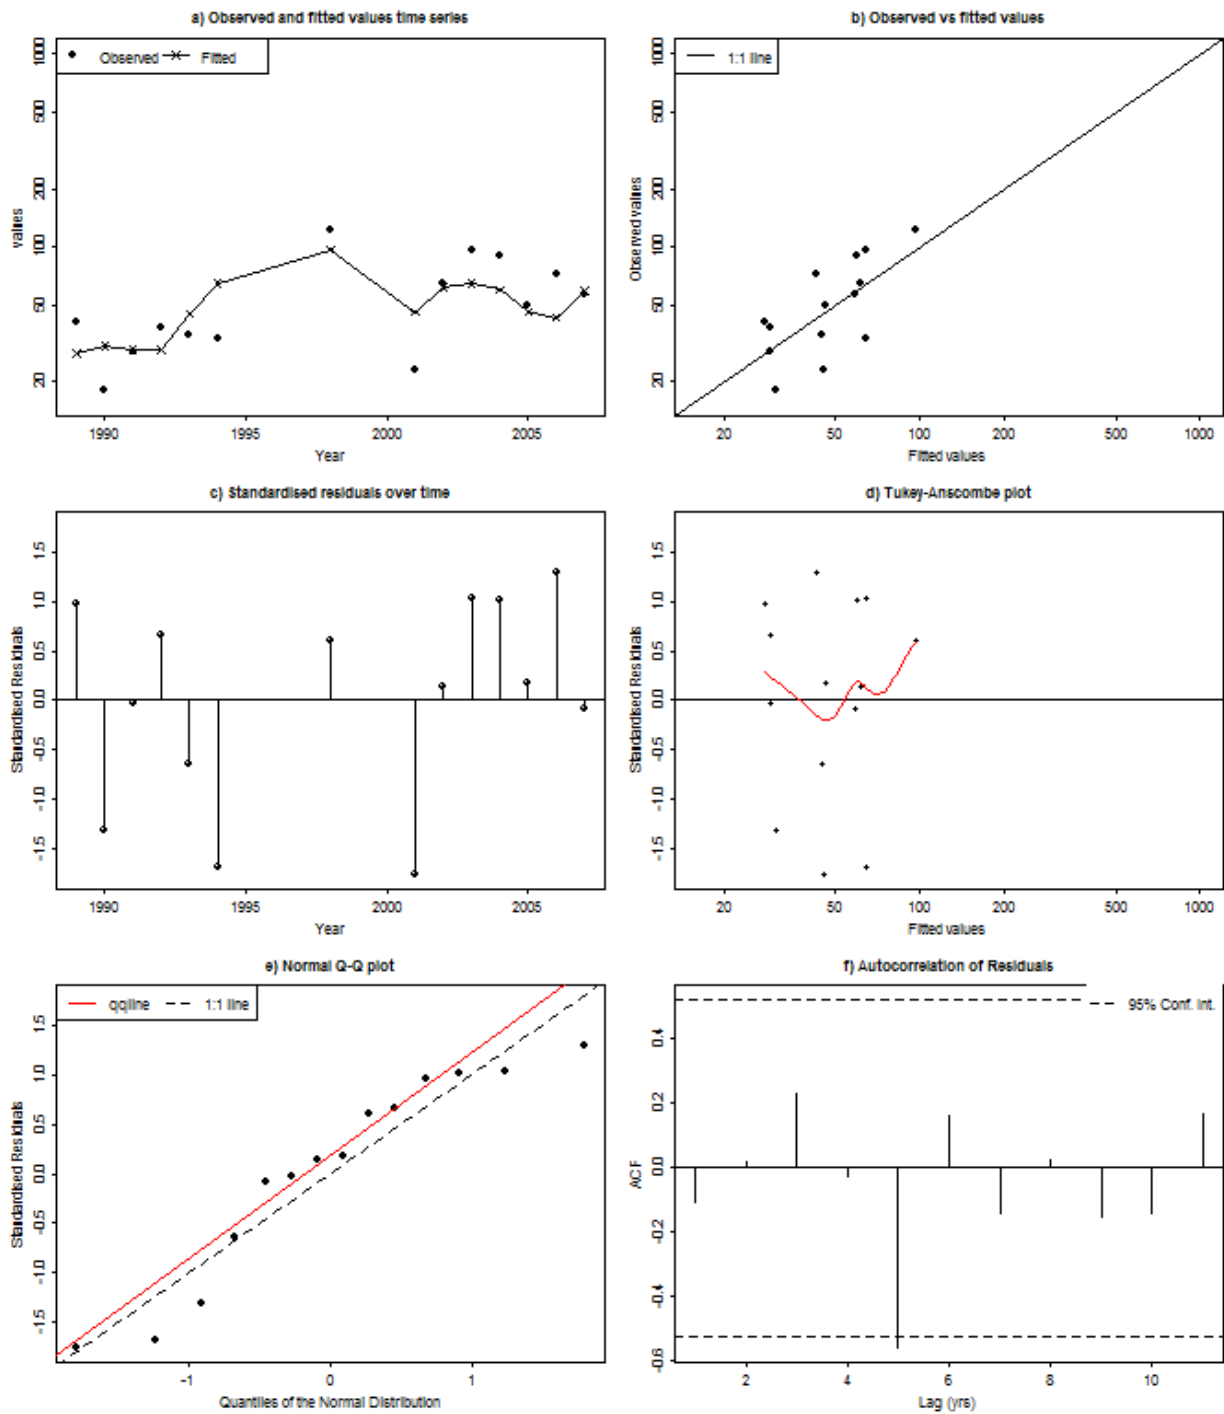 a) Observed and fitted values time series
Observed Fitted
values
1000
500
200
100
50
20
1990 1995 2000 2005
Year
b) Observed vs fitted values
1:1 line
Observed values
1000
500
200
100
50
20
20 50 100 200 500 1000
Fitted values
c) Standardised residuals over time
Standardised Residuals
1.5
1.0
0.5
0.0
-0.5
-1.0
-1.5
1990 1995 2000 2005
Year
d) Tukey-Anscombe plot
Standardised Residuals
1.5
1.0
0.5
0.0
-0.5
-1.0
-1.5
20 50 100 200 500 1000
Fitted values
e) Normal Q-Q plot
qqline 1:1 line
Standardised Residuals
1.5
1.0
0.5
0.0
-0.5
-1.0
-1.5
-1 0 1
Quantiles of the Normal Distribution
f) Autocorrelation of Residuals
95% Conf. Int.
ACF
0.4
0.2
0.0
-0.2
-0.4
-0.6
2 4 6 8 10
Lag (yrs)